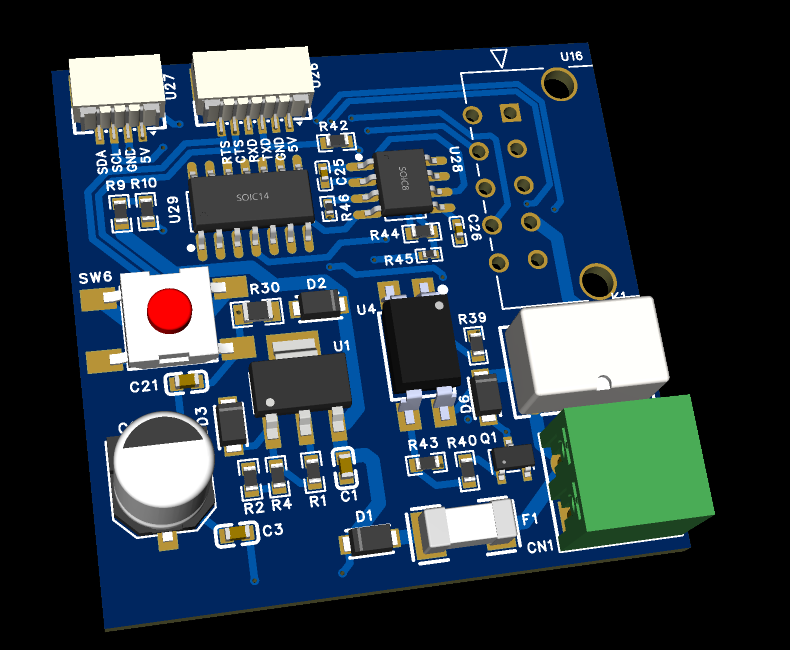 U27
U26
U16
SDA
SCL
GND
5V
RTS
CTS
RXD
TXD
GND
5V
R42
R9
R10
U29
SOIC14
C25
R46
SOIC8
U28
R44
C26
R45
SW6
R30
D2
U4
K1
R39
U1
C21
D3
D6
R43
R40
Q1
R2
R4
R1
C1
C3
D1
F1
CN1